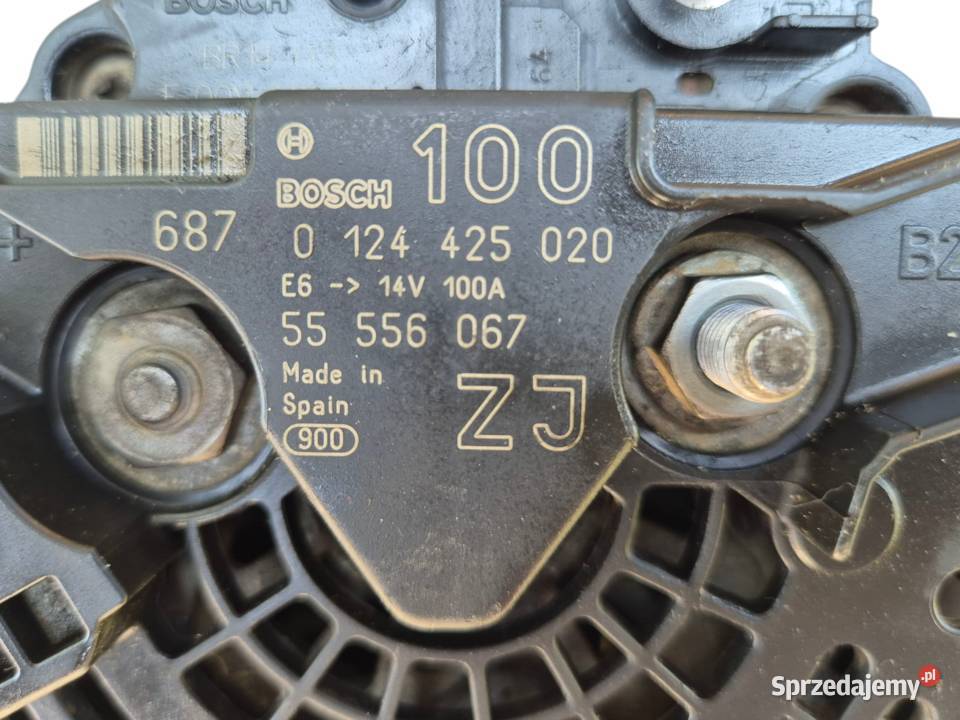 BOSCH
100
BOSCH
687 0 124 425 020
E6 -> 14V 100A
55 556 067
Made in
Spain
900
ZJ
+
B2
64
Sprzedajemy.pl